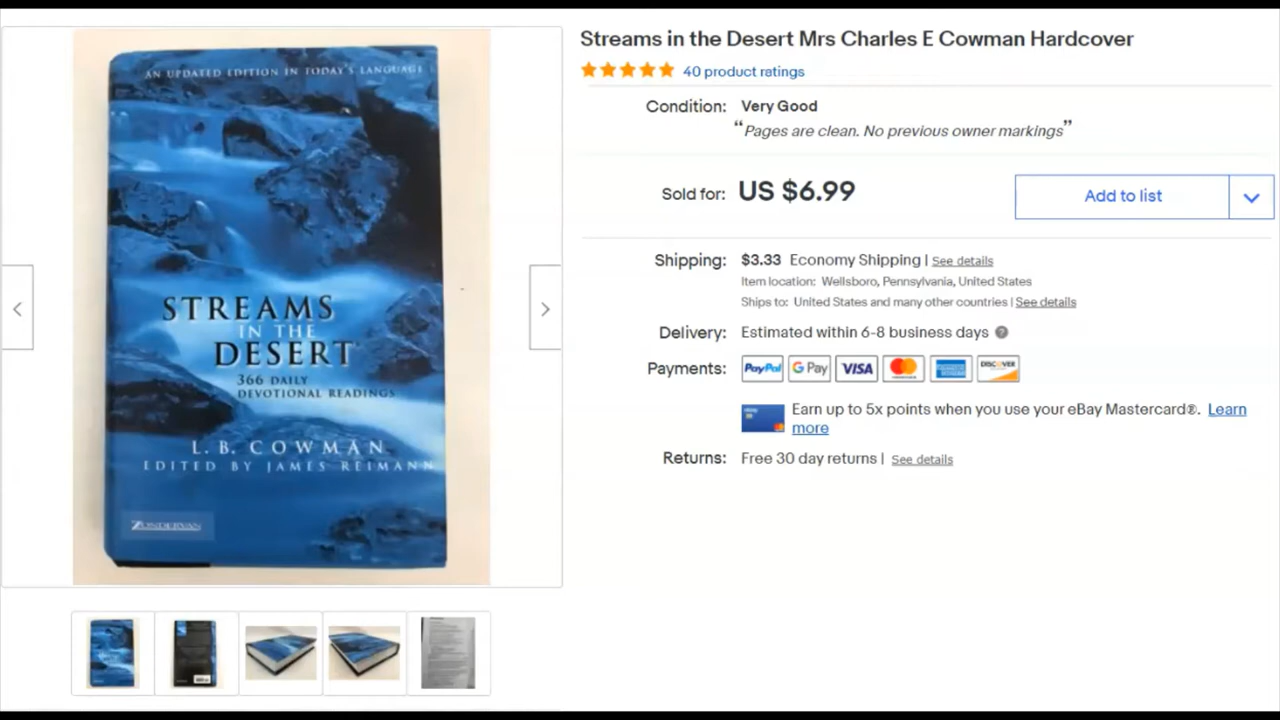 Streams in the Desert Mrs Charles E Cowman Hardcover
40 product ratings
Condition: Very Good
“Pages are clean. No previous owner markings”
Sold for: US $6.99
Add to list
Shipping: $3.33 Economy Shipping | See details
Item location: Wellsboro, Pennsylvania, United States
Ships to: United States and many other countries | See details
Delivery: Estimated within 6-8 business days
Payments: PayPal G Pay VISA DISCOVER
Earn up to 5x points when you use your eBay Mastercard®. Learn
more
Returns: Free 30 day returns | See details
AN UPDATED EDITION IN TODAY'S LANGUAGE
STREAMS
IN THE
DESERT
366 DAILY
DEVOTIONAL READINGS
L. B. COWMAN
EDITED BY JAMES REIMANN
ZONDERVAN